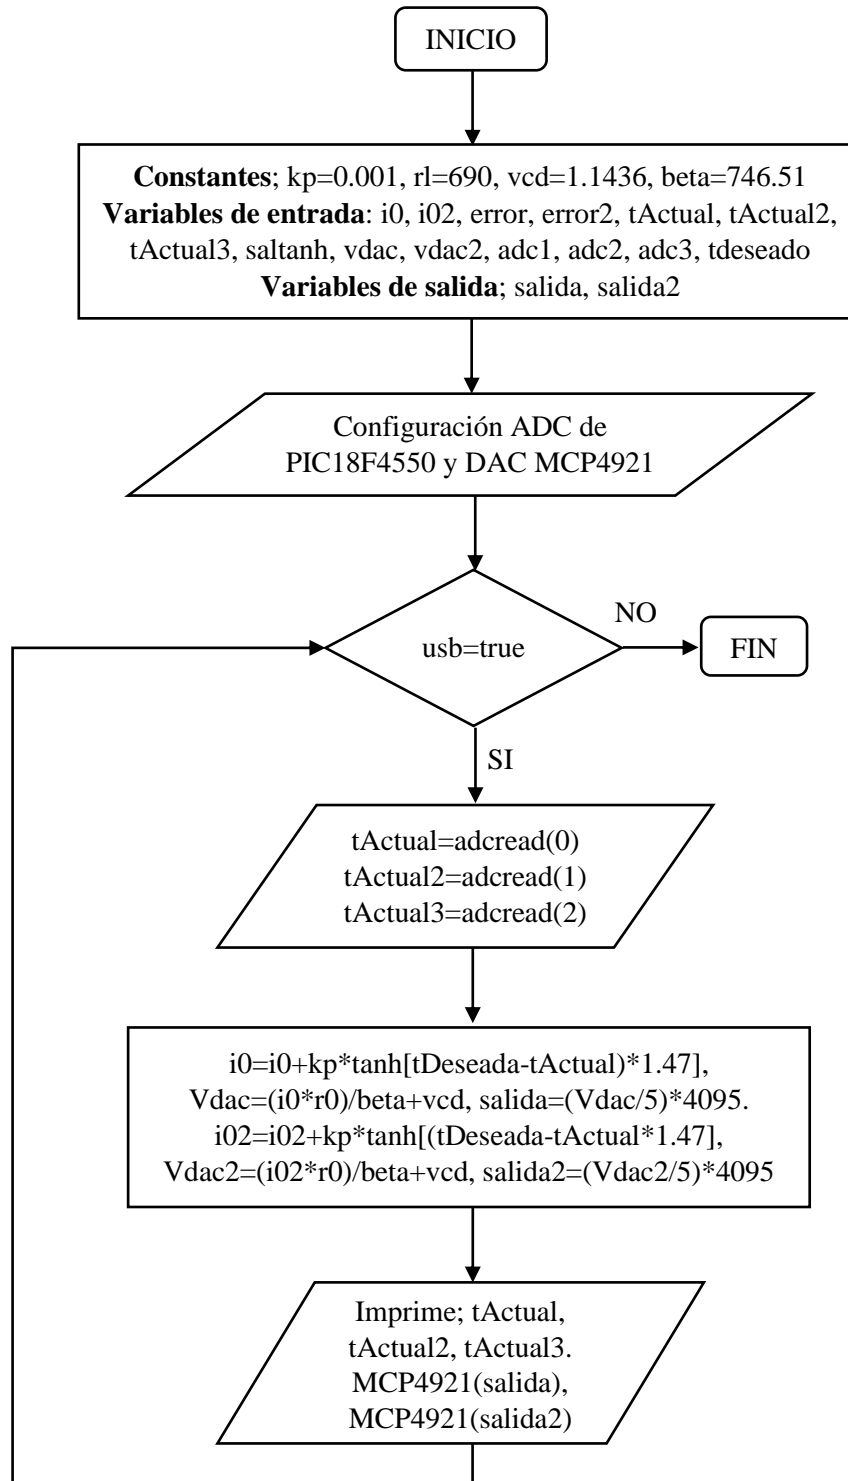 INICIO
Constantes; kp=0.001, rl=690, vcd=1.1436, beta=746.51
Variables de entrada: i0, i02, error, error2, tActual, tActual2,
tActual3, saltanh, vdac, vdac2, adc1, adc2, adc3, tdeseado
Variables de salida; salida, salida2
Configuración ADC de
PIC18F4550 y DAC MCP4921
usb=true
NO
FIN
SI
tActual=adcread(0)
tActual2=adcread(1)
tActual3=adcread(2)
i0=i0+kp*tanh[tDeseada-tActual)*1.47],
Vdac=(i0*r0)/beta+vcd, salida=(Vdac/5)*4095.
i02=i02+kp*tanh[(tDeseada-tActual*1.47],
Vdac2=(i02*r0)/beta+vcd, salida2=(Vdac2/5)*4095
Imprime; tActual,
tActual2, tActual3.
MCP4921(salida),
MCP4921(salida2)